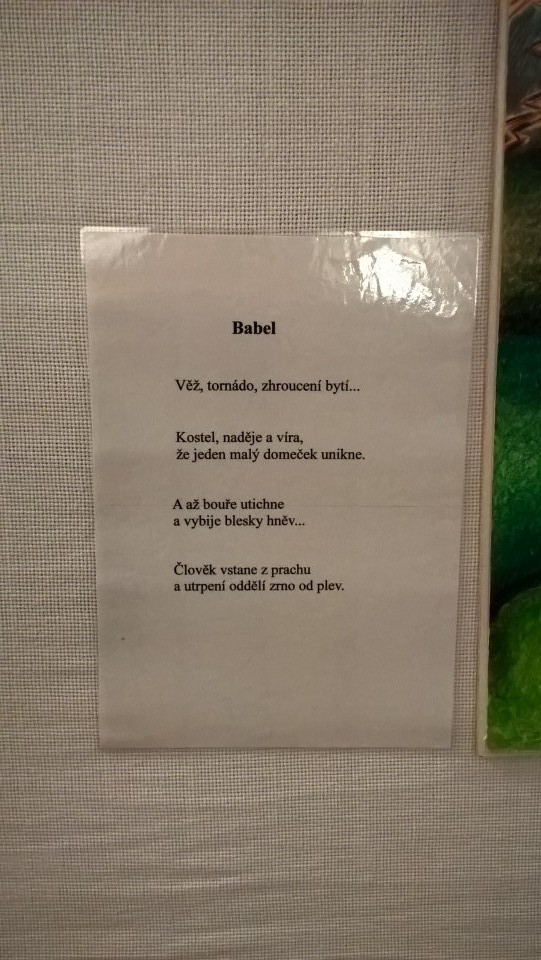 Babel
Věž, tornádo, zhroucení bytí...
Kostel, naděje a víra,
že jeden malý domeček unikne.
A až bouře utichne
a vybije blesky hněv...
Člověk vstane z prachu
a utrpení oddělí zrno od plev.